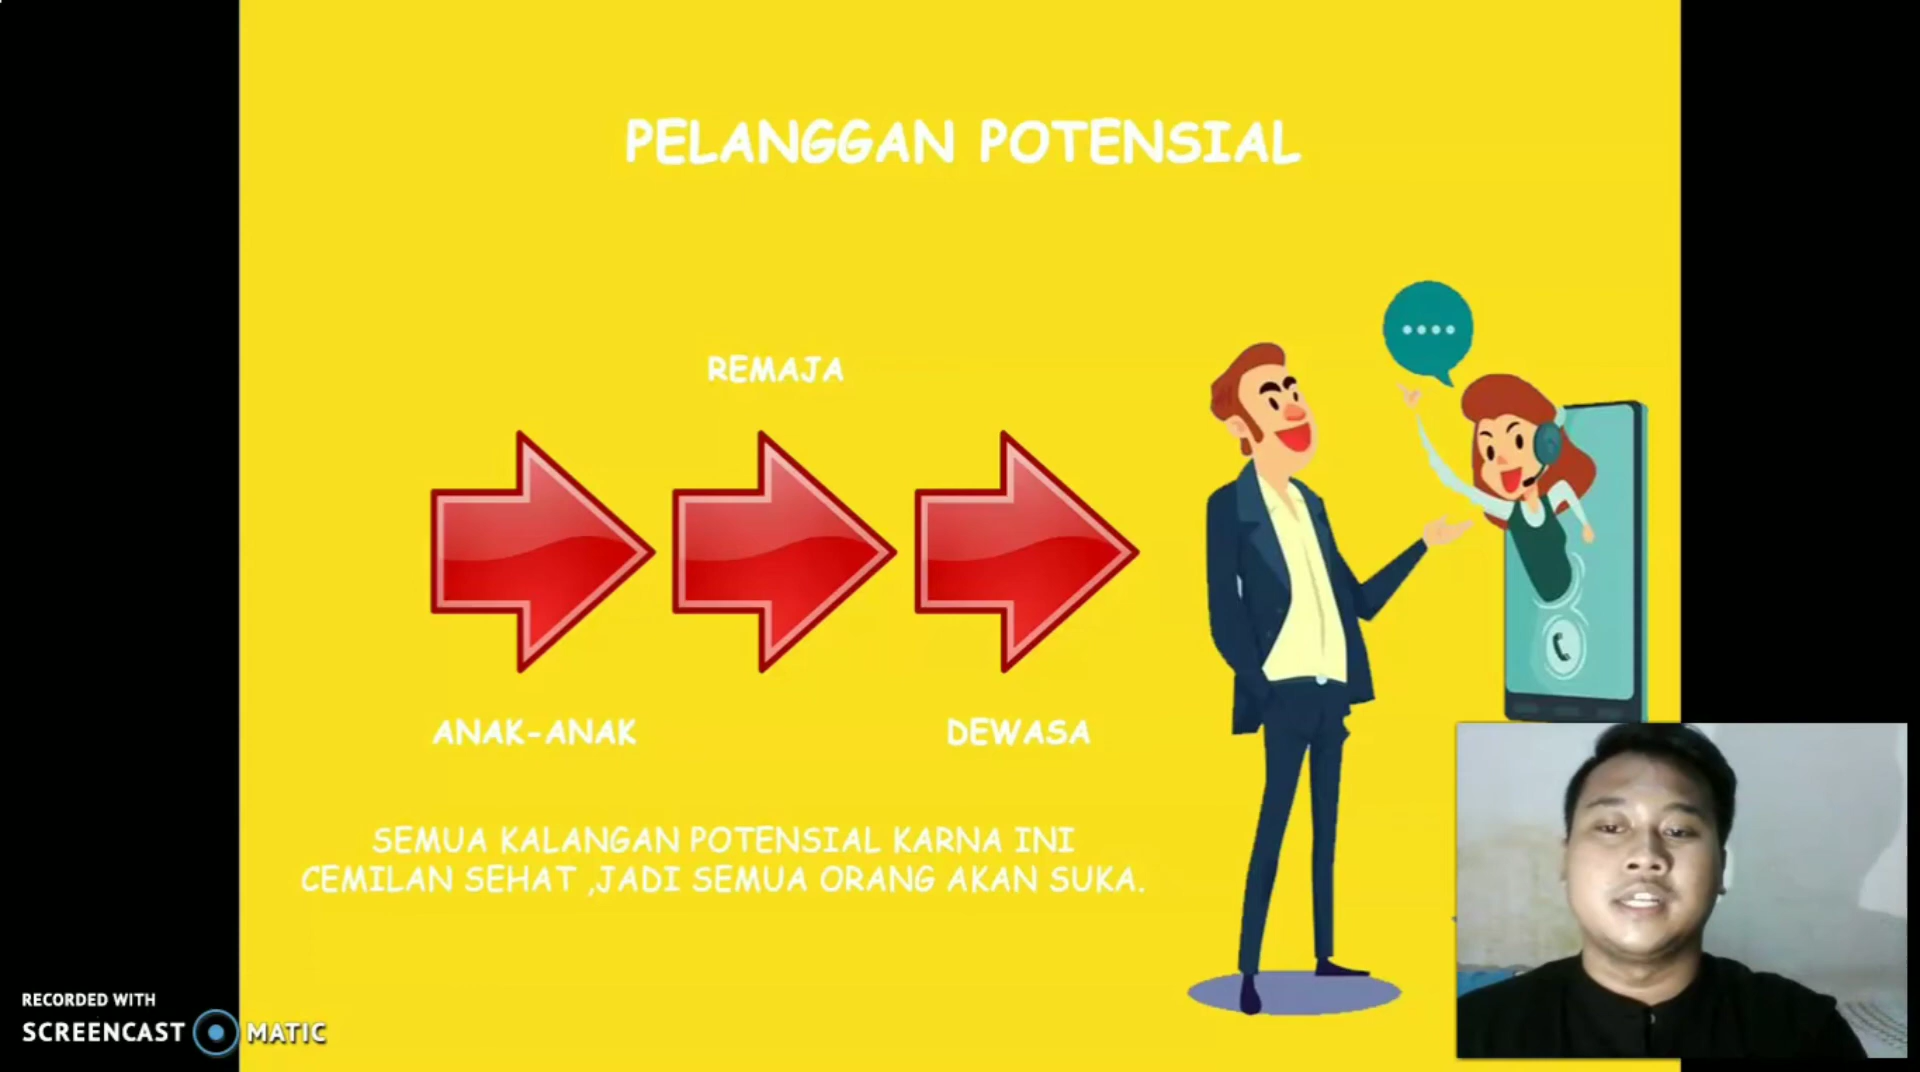 PELANGGAN POTENSIAL
REMAJA
ANAK-ANAK
DEWASA
SEMUA KALANGAN POTENSIAL KARNA INI
CEMILAN SEHAT ,JADI SEMUA ORANG AKAN SUKA.
RECORDED WITH
SCREENCAST MATIC